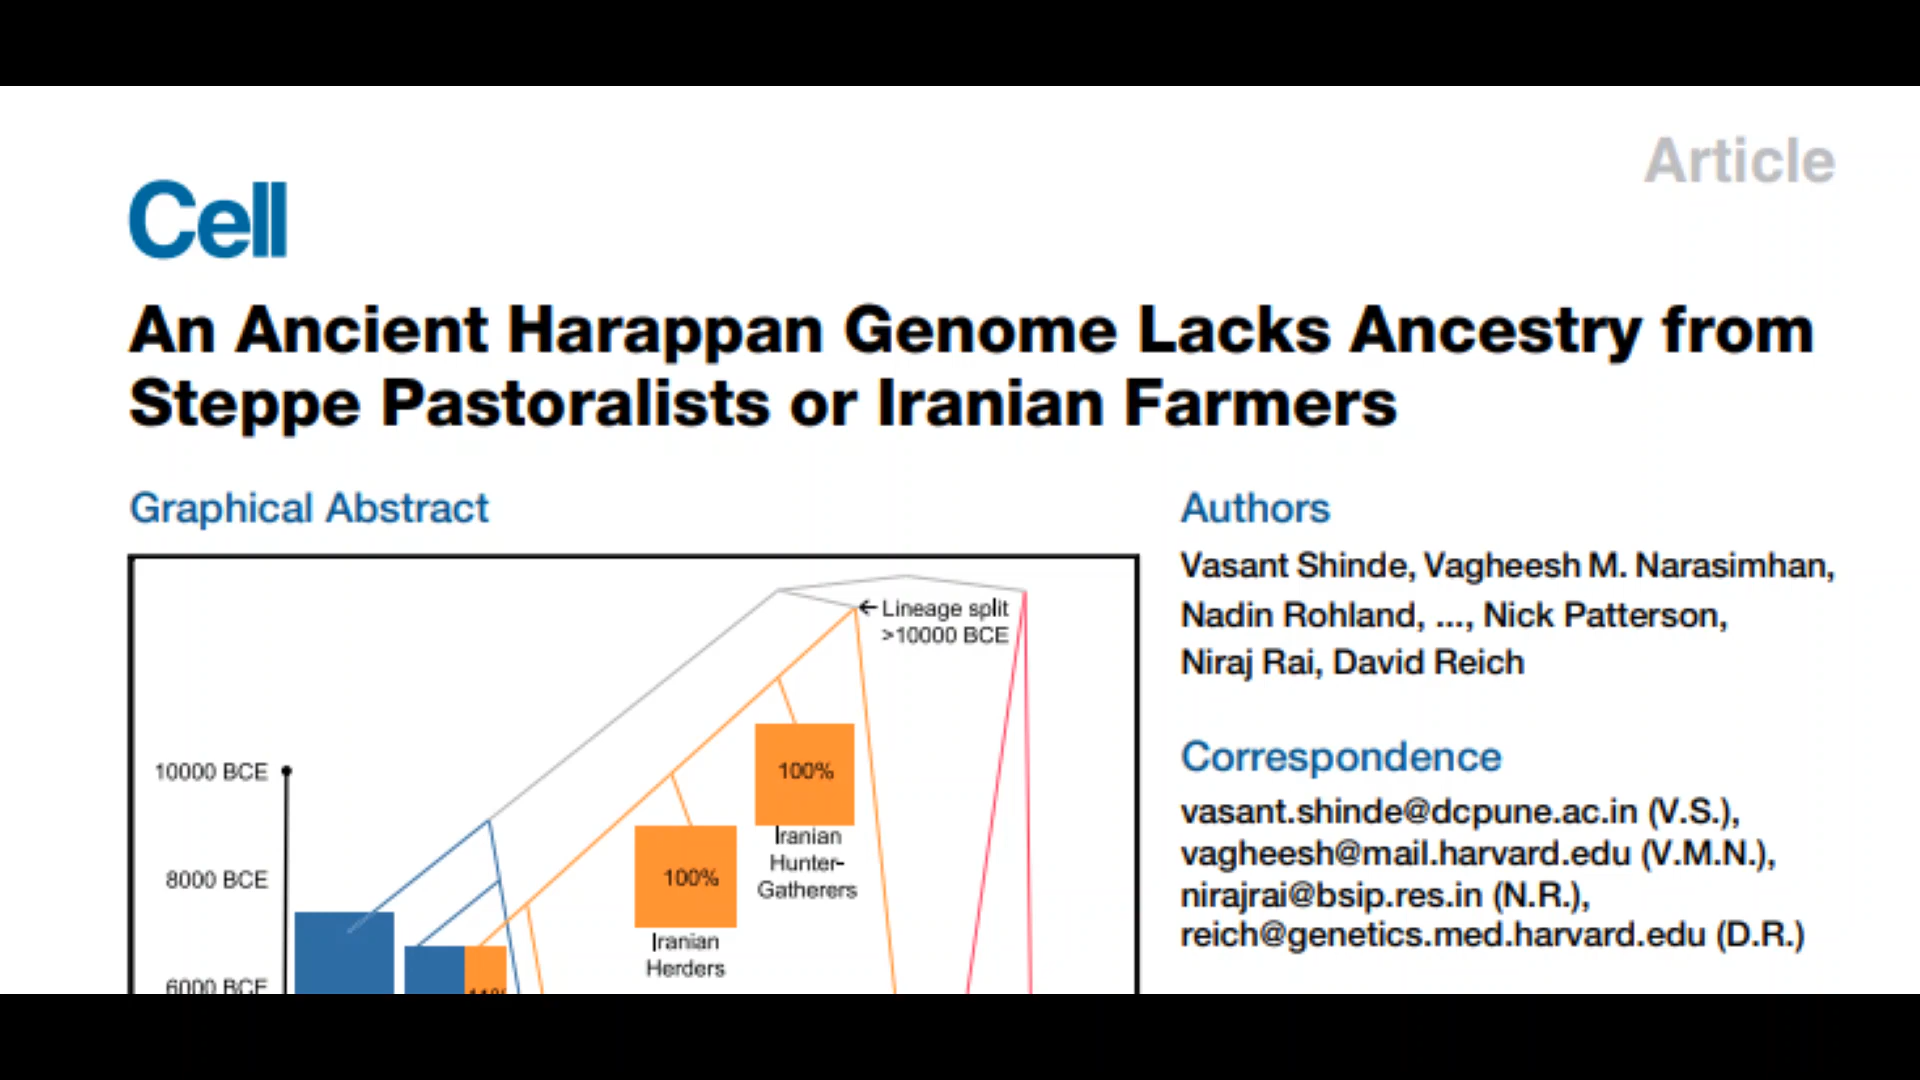 Article
Cell
An Ancient Harappan Genome Lacks Ancestry from
Steppe Pastoralists or Iranian Farmers
Graphical Abstract
← Lineage split
>10000 BCE
10000 BCE
100%
Iranian
Hunter-
Gatherers
8000 BCE
100%
Iranian
Herders
6000 BCE
Authors
Vasant Shinde, Vagheesh M. Narasimhan,
Nadin Rohland, ..., Nick Patterson,
Niraj Rai, David Reich
Correspondence
vasant.shinde@dcpune.ac.in (V.S.),
vagheesh@mail.harvard.edu (V.M.N.),
nirajrai@bsip.res.in (N.R.),
reich@genetics.med.harvard.edu (D.R.)